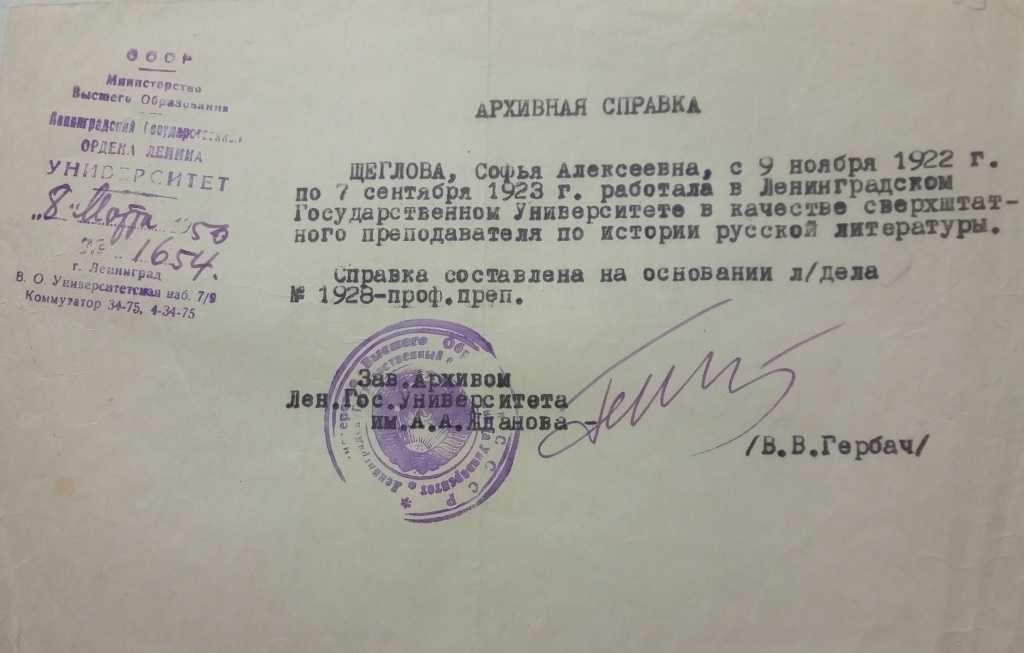 СССР
Министерство
Высшего Образования
Ленинградский Государственный
ОРДЕНА ЛЕНИНА
УНИВЕРСИТЕТ
"8" Марта 1950
№ 1654.
г. Ленинград
В. О. Университетская наб. 7/9
Коммутатор 34-75, 4-34-75
АРХИВНАЯ СПРАВКА
ЩЕГЛОВА, Софья Алексеевна, с 9 ноября 1922 г.
по 7 сентября 1923 г. работала в Ленинградском
Государственном Университете в качестве сверхштат-
ного преподавателя по истории русской литературы.
Справка составлена на основании л/дела
№ 1928-проф.преп.
Зав.Архивом
Лен.Гос.Университета
им.А.А.Жданова -
/В.В.Гербач/